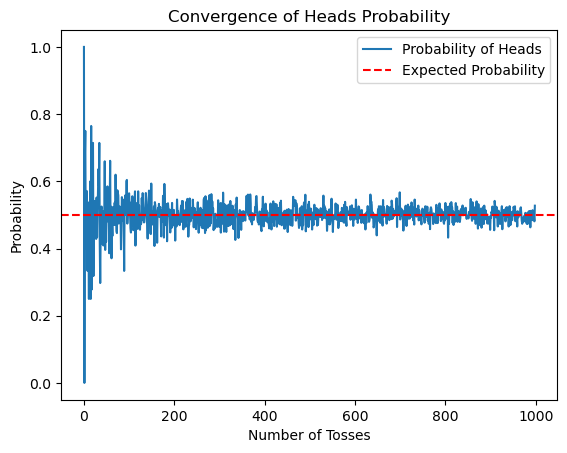 Convergence of Heads Probability
Probability of Heads
Expected Probability
Probability
1.0
0.8
0.6
0.4
0.2
0.0
0
200
400
600
800
1000
Number of Tosses